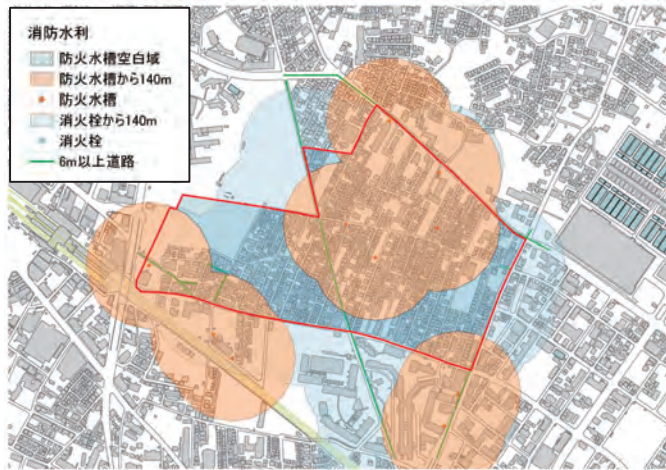 消防水利
防火水槽空白域
防火水槽から140m
防火水槽
消火栓から140m
消火栓
6m以上道路